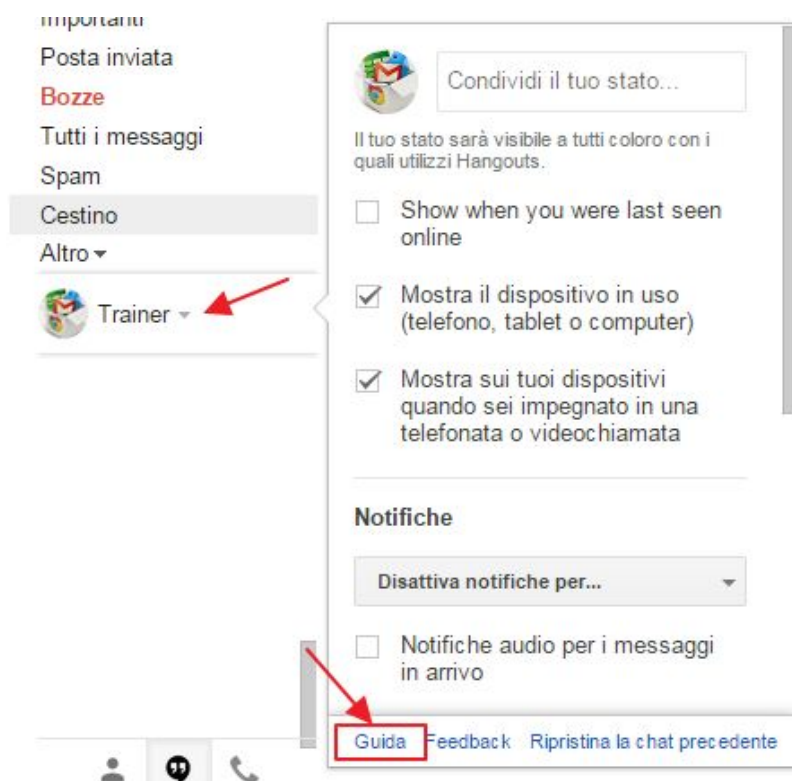 Importanti
Posta inviata
Bozze
Tutti i messaggi
Spam
Cestino
Altro
Trainer
Condividi il tuo stato...
Il tuo stato sarà visibile a tutti coloro con i
quali utilizzi Hangouts.
Show when you were last seen
online
Mostra il dispositivo in uso
(telefono, tablet o computer)
Mostra sui tuoi dispositivi
quando sei impegnato in una
telefonata o videochiamata
Notifiche
Disattiva notifiche per...
Notifiche audio per i messaggi
in arrivo
Guida Feedback Ripristina la chat precedente